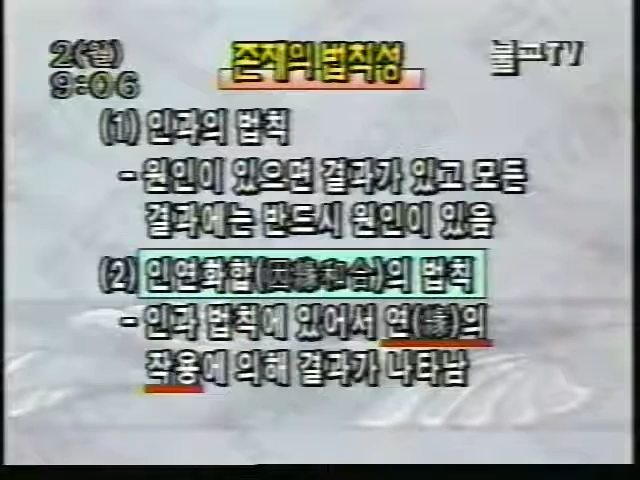 2(월)
9:06
존재의 법칙성
불교TV
(1) 인과의 법칙
- 원인이 있으면 결과가 있고 모든
결과에는 반드시 원인이 있음
(2) 인연화합(因緣和合)의 법칙
- 인과 법칙에 있어서 연(緣)의
작용에 의해 결과가 나타남